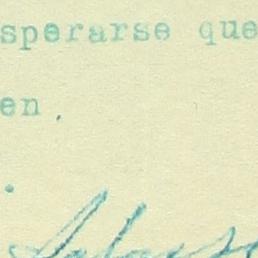 sperarse que
en.
.